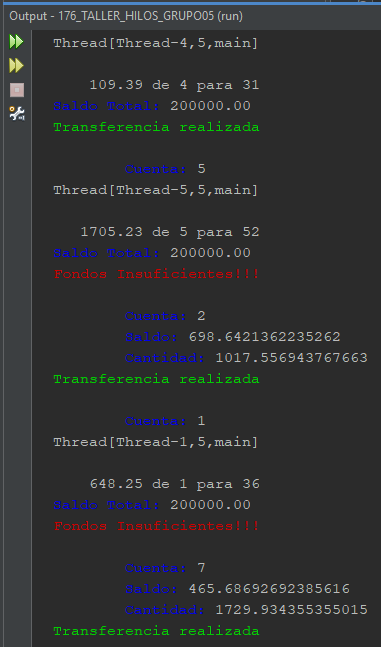 Output - 176_TALLER_HILOS_GRUPO05 (run)
Thread[Thread-4,5,main]
109.39 de 4 para 31
Saldo Total: 200000.00
Transferencia realizada
Cuenta: 5
Thread[Thread-5,5,main]
1705.23 de 5 para 52
Saldo Total: 200000.00
Fondos Insuficientes!!!
Cuenta: 2
Saldo: 698.6421362235262
Cantidad: 1017.556943767663
Transferencia realizada
Cuenta: 1
Thread[Thread-1,5,main]
648.25 de 1 para 36
Saldo Total: 200000.00
Fondos Insuficientes!!!
Cuenta: 7
Saldo: 465.68692692385616
Cantidad: 1729.934355355015
Transferencia realizada